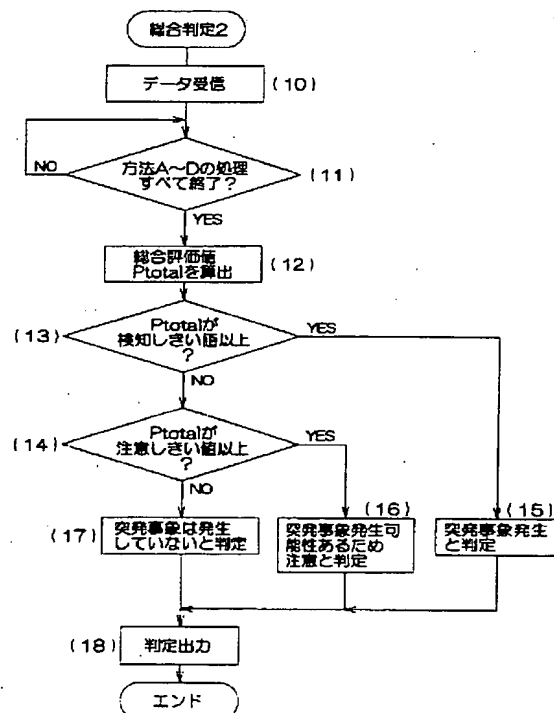 総合判定2
データ受信
(10)
方法A〜Dの処理
すべて終了？
(11)
NO
YES
総合評価値
Ptotalを算出
(12)
(13)
Ptotalが
検知しきい値以上
？
YES
NO
(14)
Ptotalが
注意しきい値以上
？
YES
NO
(17)
突発事象は発生
していないと判定
(16)
突発事象発生可
能性あるため
注意と判定
(15)
突発事象発生
と判定
(18)
判定出力
エンド